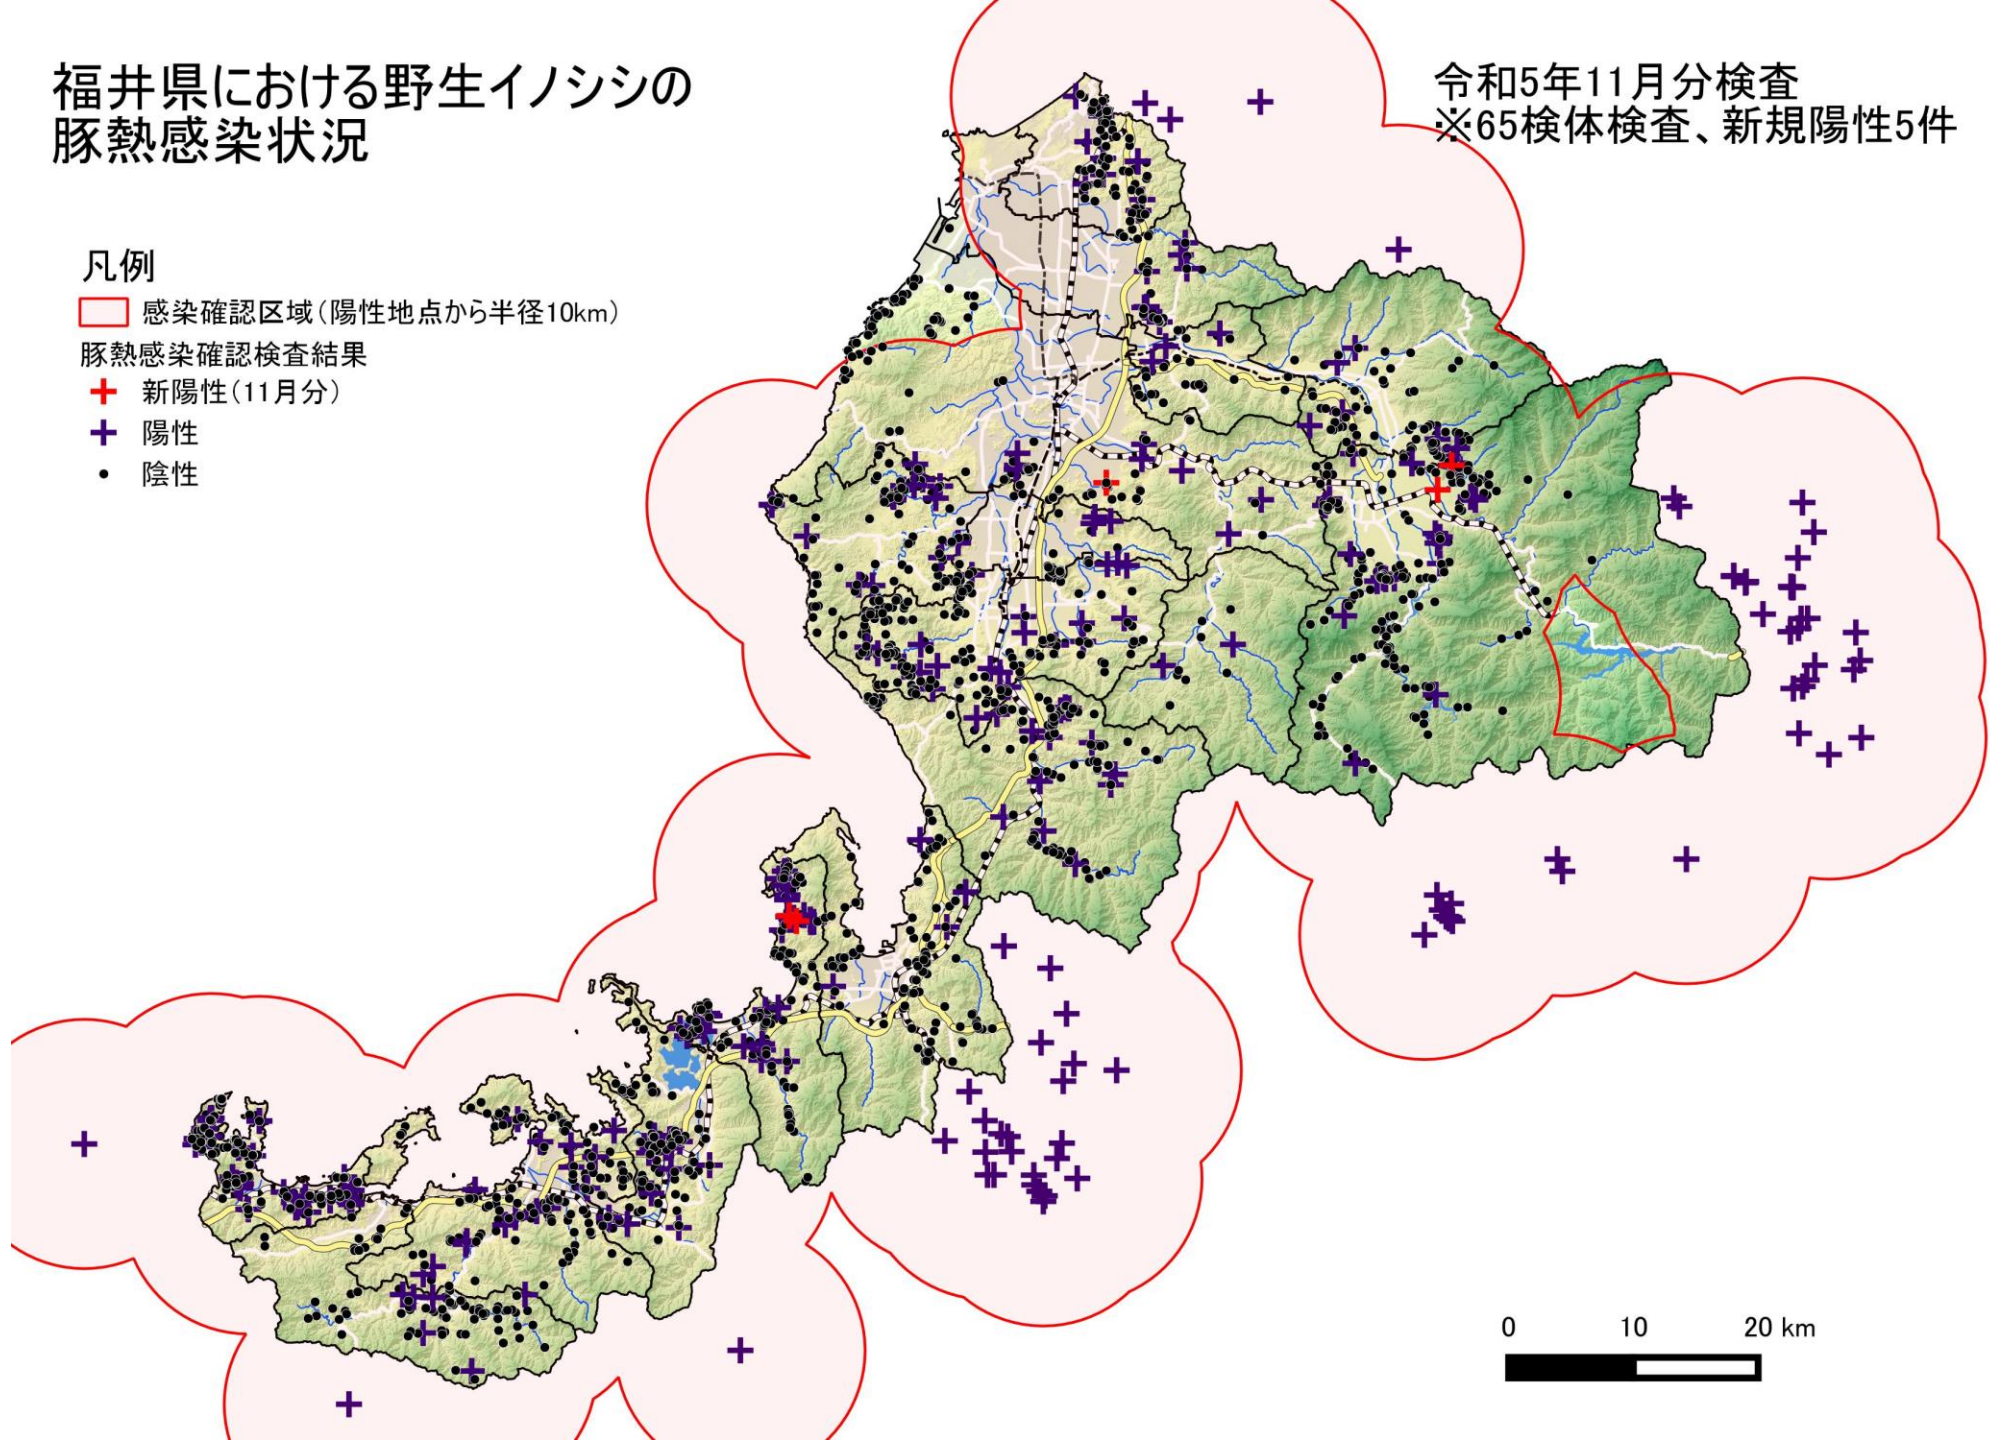 福井県における野生イノシシの
豚熱感染状況
令和5年11月分検査
※65検体検査、新規陽性5件
凡例
感染確認区域(陽性地点から半径10km)
豚熱感染確認検査結果
新陽性(11月分)
陽性
陰性
0 10 20 km